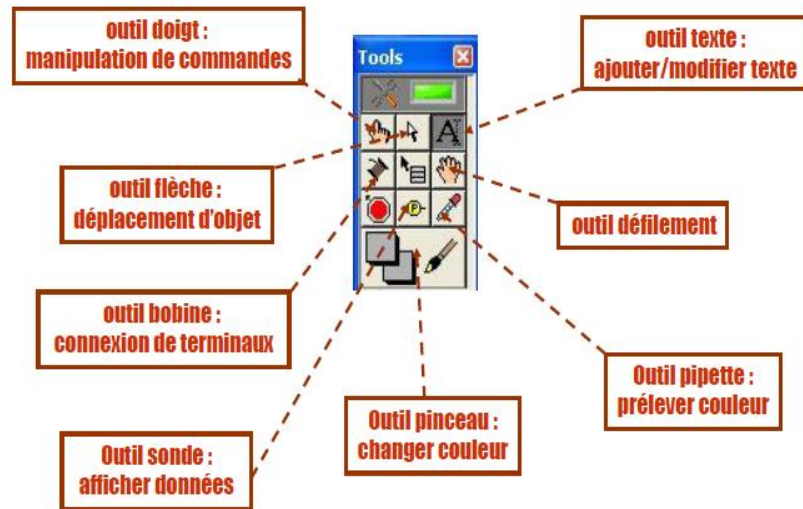 outil doigt :
manipulation de commandes
Tools
outil texte :
ajouter/modifier texte
A
outil flèche :
déplacement d'objet
P
outil défilement
outil bobine :
connexion de terminaux
Outil sonde :
afficher données
Outil pinceau :
changer couleur
Outil pipette :
prélever couleur